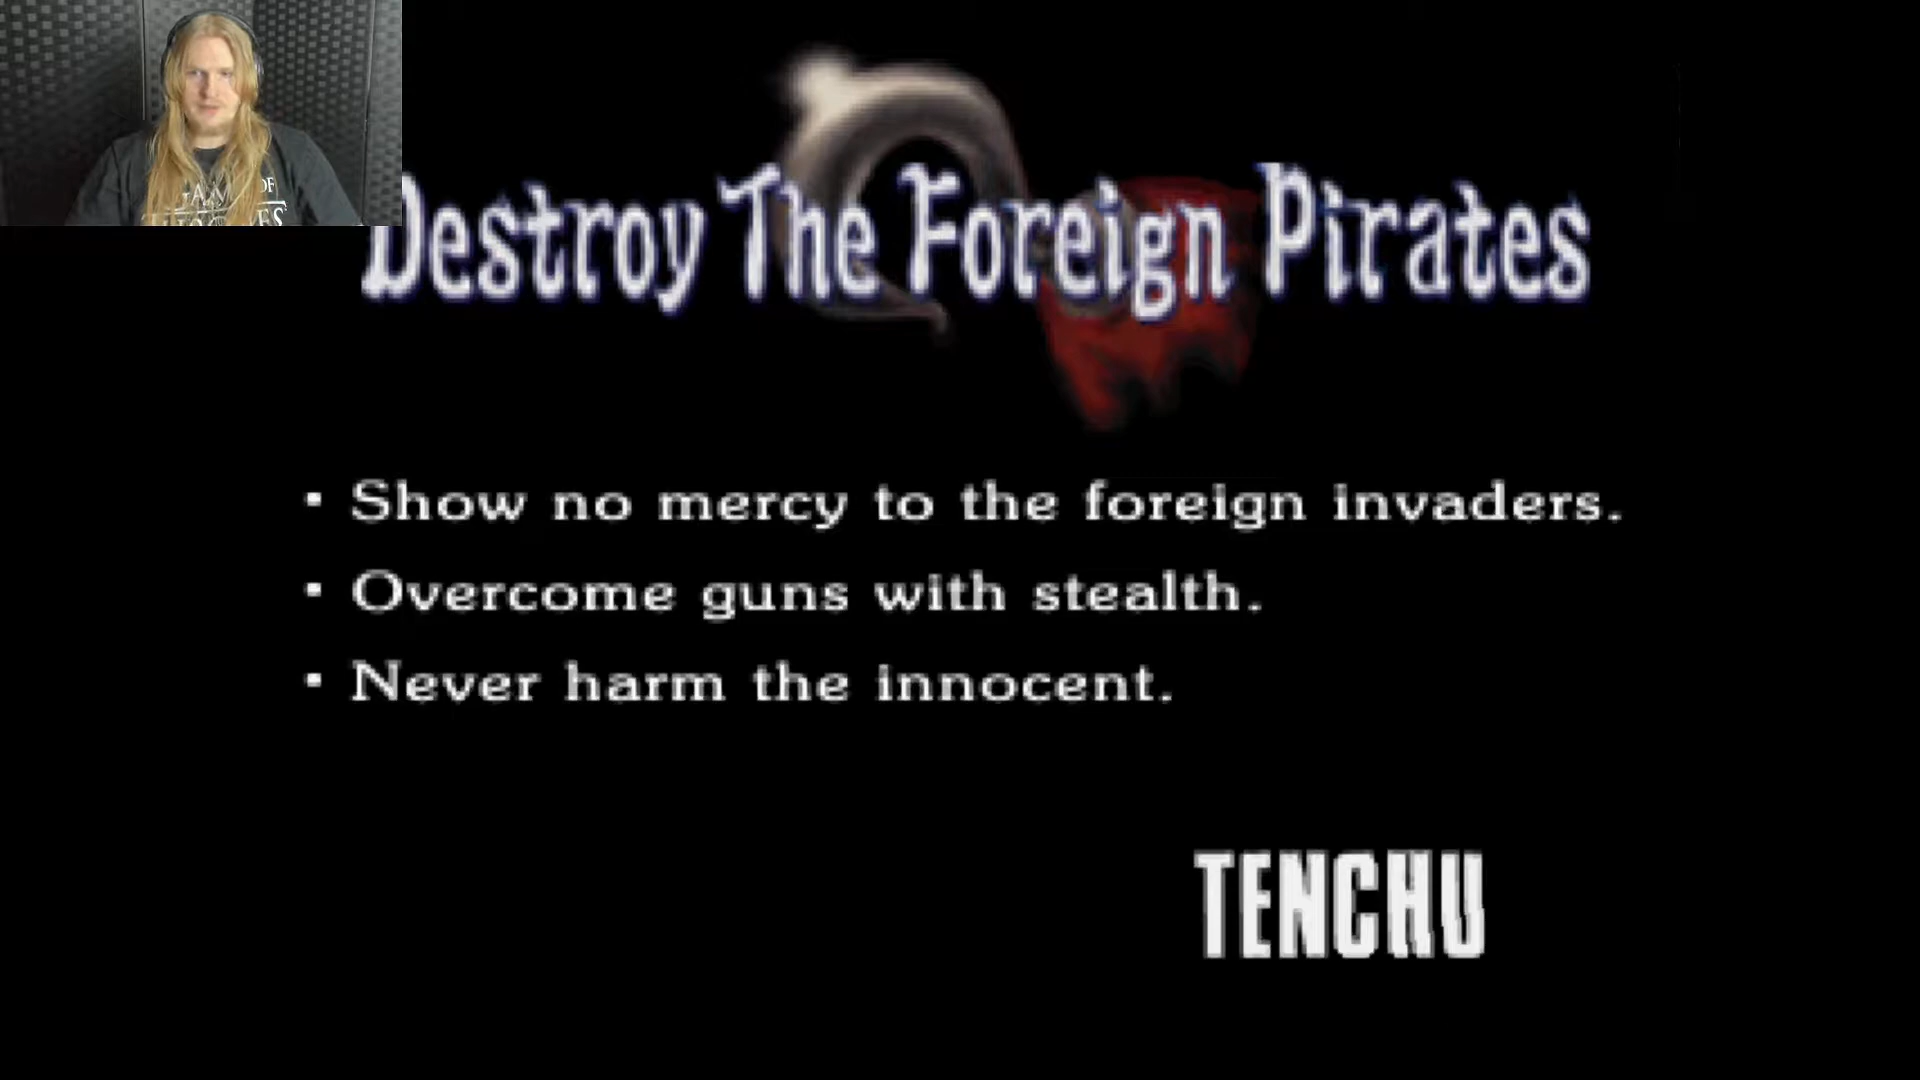 Destroy The Foreign Pirates
▪ Show no mercy to the foreign invaders.
▪ Overcome guns with stealth.
▪ Never harm the innocent.
TENCHU